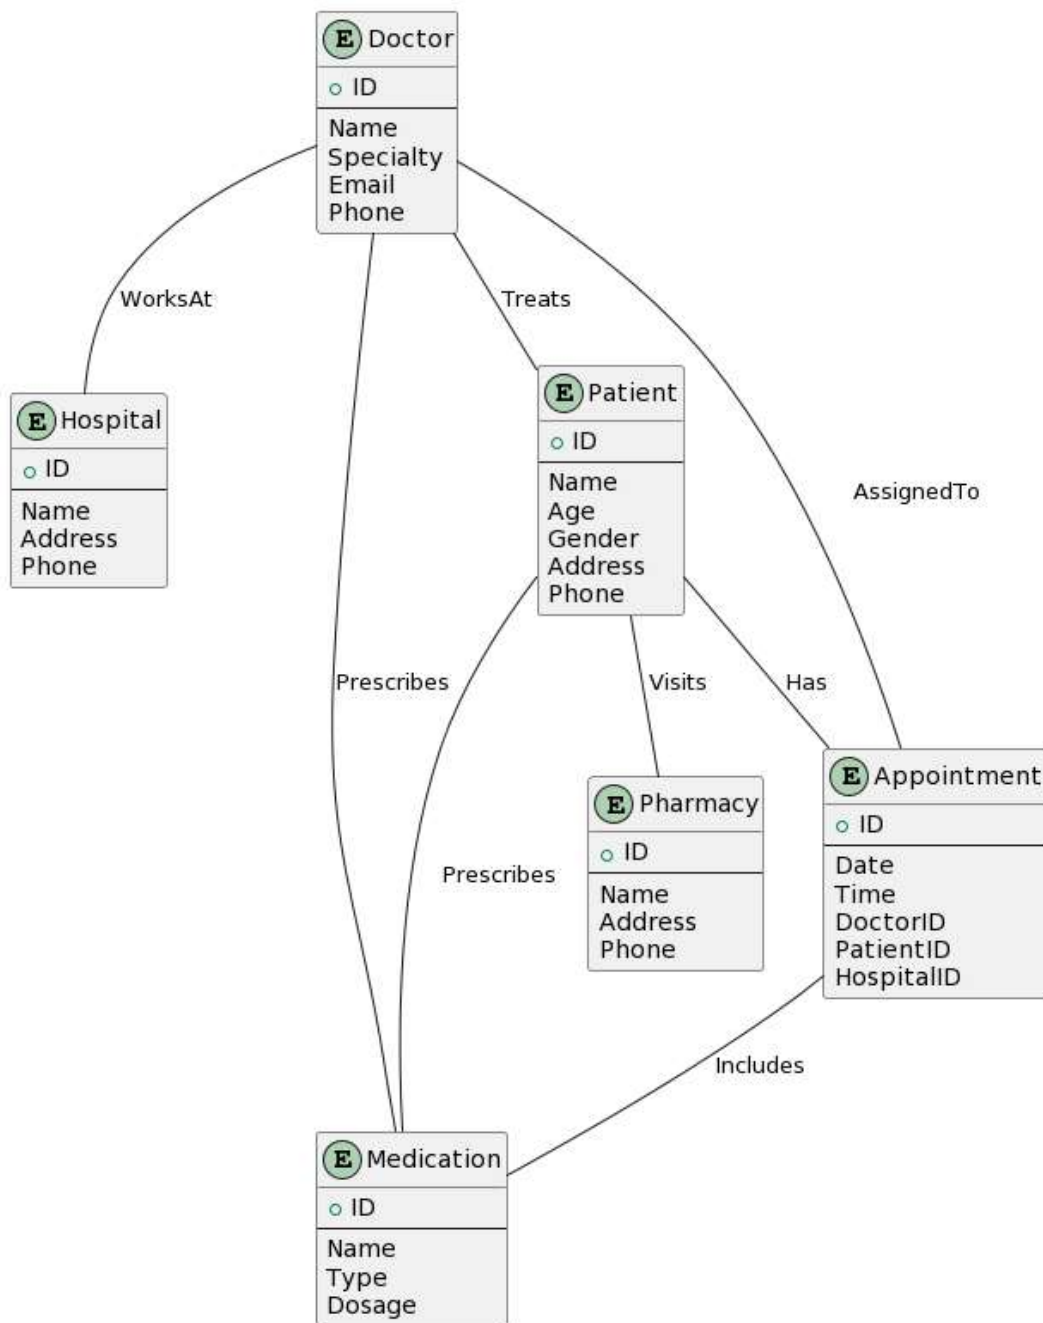 E Doctor
ID
Name
Specialty
Email
Phone
WorksAt
Treats
E Hospital
ID
Name
Address
Phone
E Patient
ID
Name
Age
Gender
Address
Phone
AssignedTo
Prescribes
Visits
Has
E Pharmacy
ID
Name
Address
Phone
E Appointment
ID
Date
Time
DoctorID
PatientID
HospitalID
Prescribes
Includes
E Medication
ID
Name
Type
Dosage